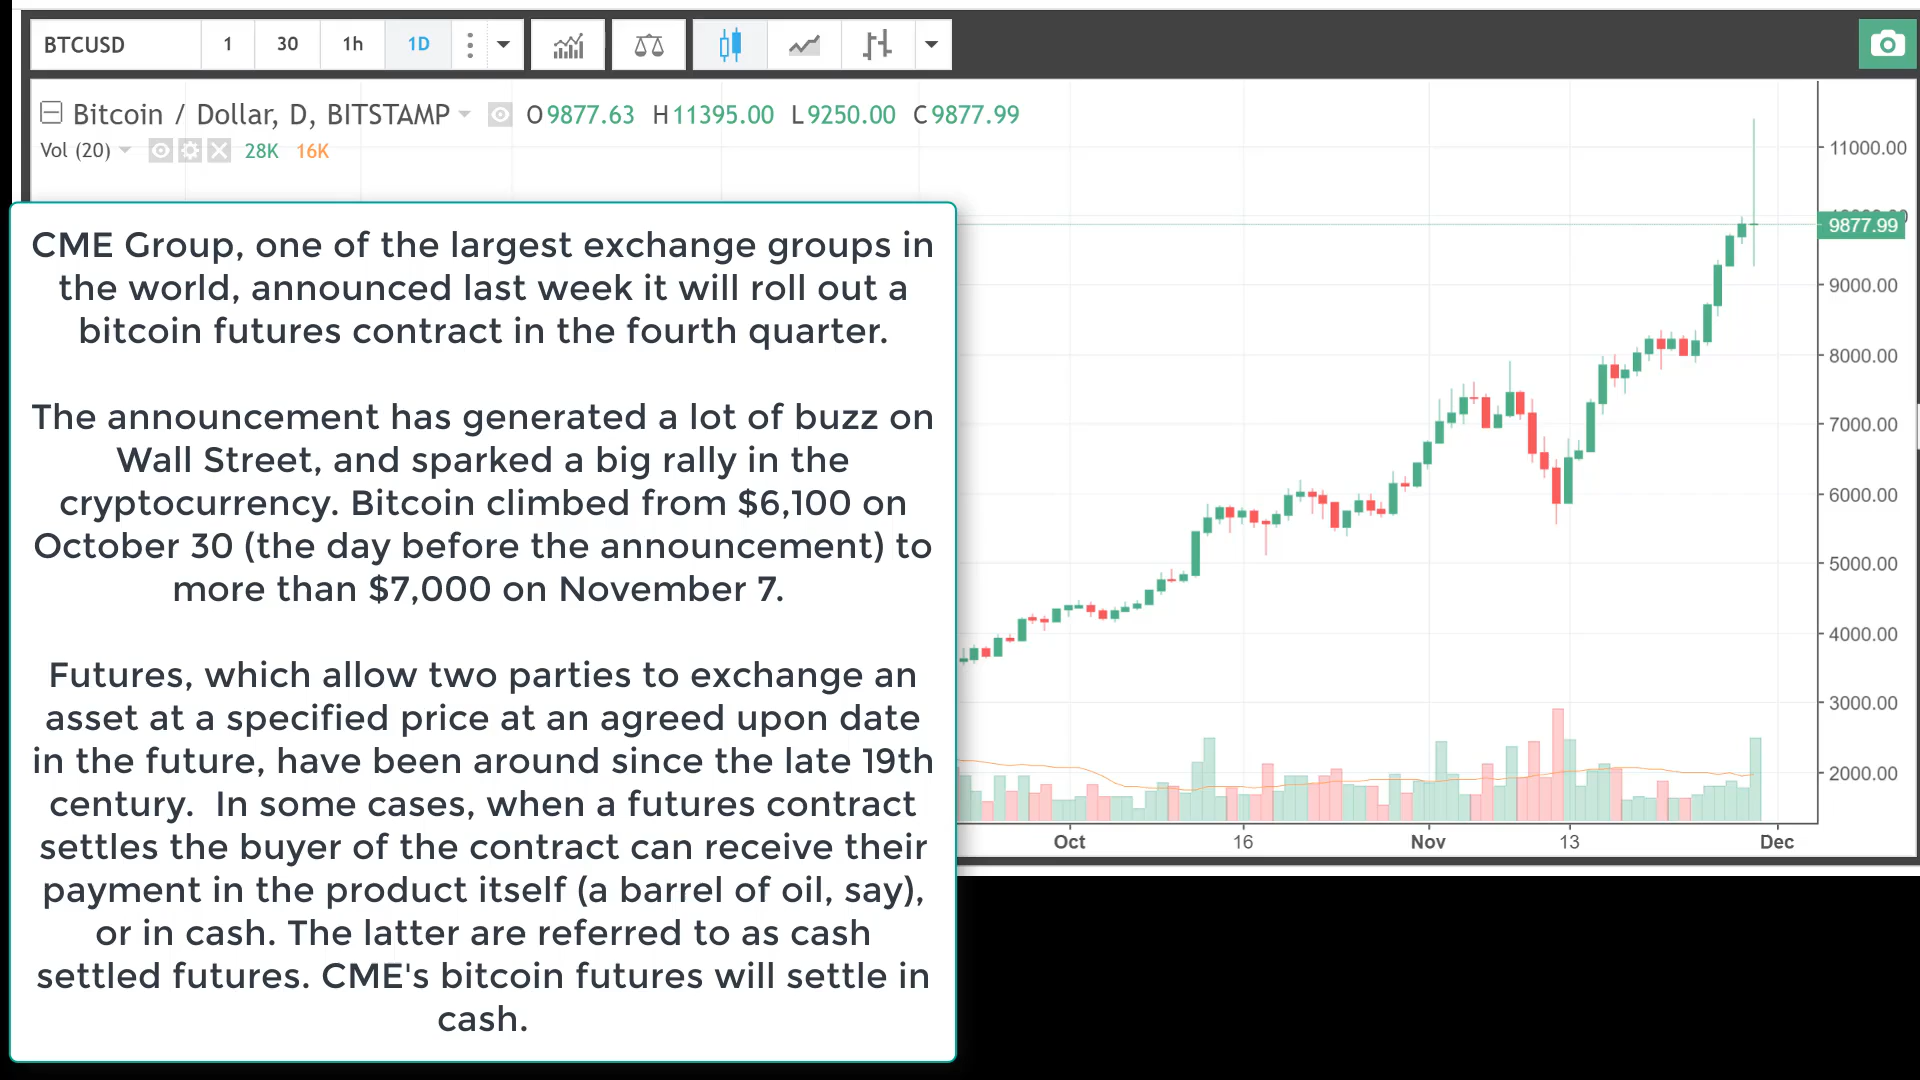 BTCUSD 1 30 1h 1D
Bitcoin / Dollar, D, BITSTAMP O9877.63 H11395.00 L9250.00 C9877.99
Vol (20) 28K 16K
CME Group, one of the largest exchange groups in
the world, announced last week it will roll out a
bitcoin futures contract in the fourth quarter.
The announcement has generated a lot of buzz on
Wall Street, and sparked a big rally in the
cryptocurrency. Bitcoin climbed from $6,100 on
October 30 (the day before the announcement) to
more than $7,000 on November 7.
Futures, which allow two parties to exchange an
asset at a specified price at an agreed upon date
in the future, have been around since the late 19th
century.  In some cases, when a futures contract
settles the buyer of the contract can receive their
payment in the product itself (a barrel of oil, say),
or in cash. The latter are referred to as cash
settled futures. CME's bitcoin futures will settle in
cash.
11000.00
9877.99
9000.00
8000.00
7000.00
6000.00
5000.00
4000.00
3000.00
2000.00
Oct 16 Nov 13 Dec